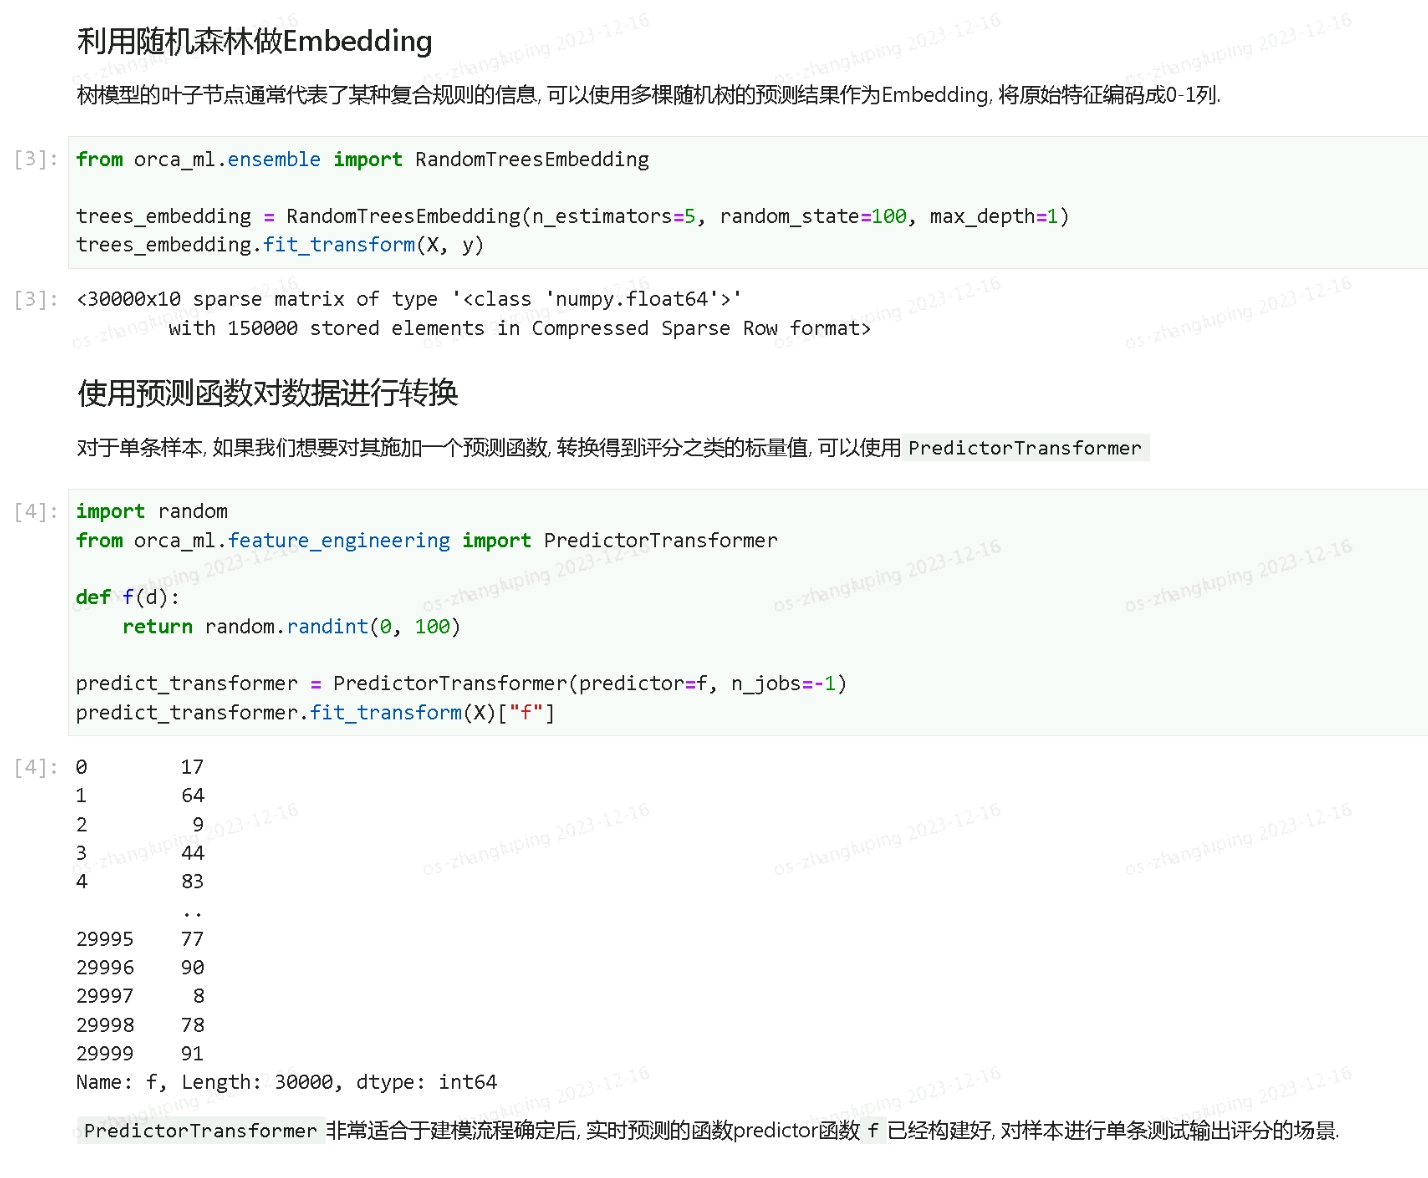 利用随机森林做Embedding
树模型的叶子节点通常代表了某种复合规则的信息, 可以使用多棵随机树的预测结果作为Embedding, 将原始特征编码成0-1列.
[3]: from orca_ml.ensemble import RandomTreesEmbedding
trees_embedding = RandomTreesEmbedding(n_estimators=5, random_state=100, max_depth=1)
trees_embedding.fit_transform(X, y)
[3]: <30000x10 sparse matrix of type '<class 'numpy.float64'>'
with 150000 stored elements in Compressed Sparse Row format>
使用预测函数对数据进行转换
对于单条样本, 如果我们想要对其施加一个预测函数, 转换得到评分之类的标量值, 可以使用 PredictorTransformer
[4]: import random
from orca_ml.feature_engineering import PredictorTransformer
def f(d):
return random.randint(0, 100)
predict_transformer = PredictorTransformer(predictor=f, n_jobs=-1)
predict_transformer.fit_transform(X)["f"]
[4]: 0 17
1 64
2 9
3 44
4 83
..
29995 77
29996 90
29997 8
29998 78
29999 91
Name: f, Length: 30000, dtype: int64
PredictorTransformer 非常适合于建模流程确定后, 实时预测的函数predictor函数 f 已经构建好, 对样本进行单条测试输出评分的场景.